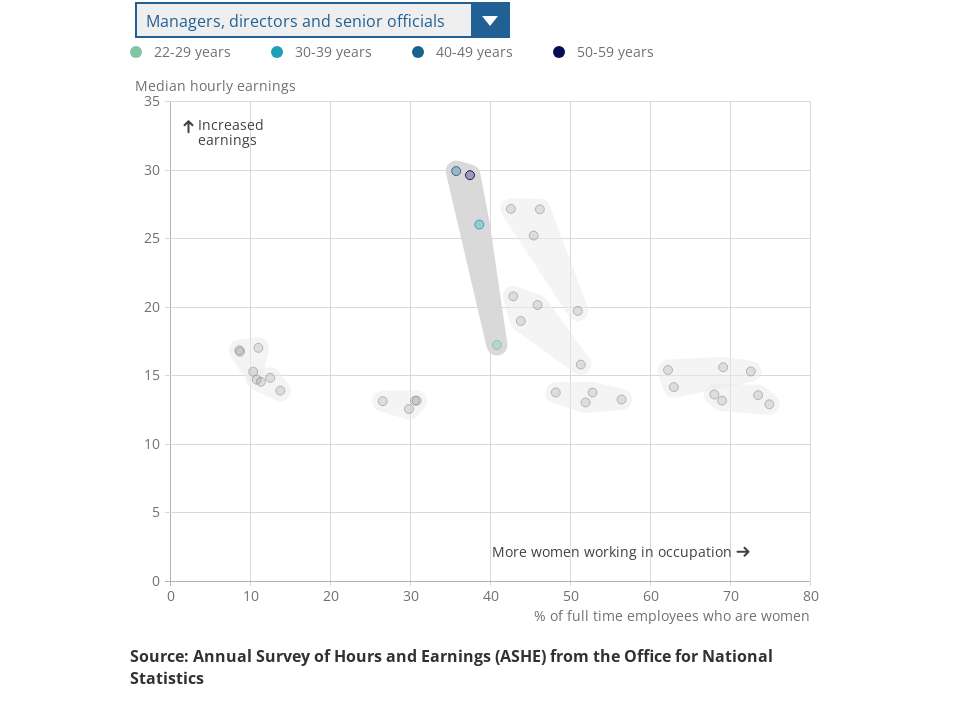 Managers, directors and senior officials
22-29 years
30-39 years
40-49 years
50-59 years
Median hourly earnings
35
Increased
earnings
30
25
20
15
10
5
More women working in occupation
0
0 10 20 30 40 50 60 70 80
% of full time employees who are women
Source: Annual Survey of Hours and Earnings (ASHE) from the Office for National
Statistics